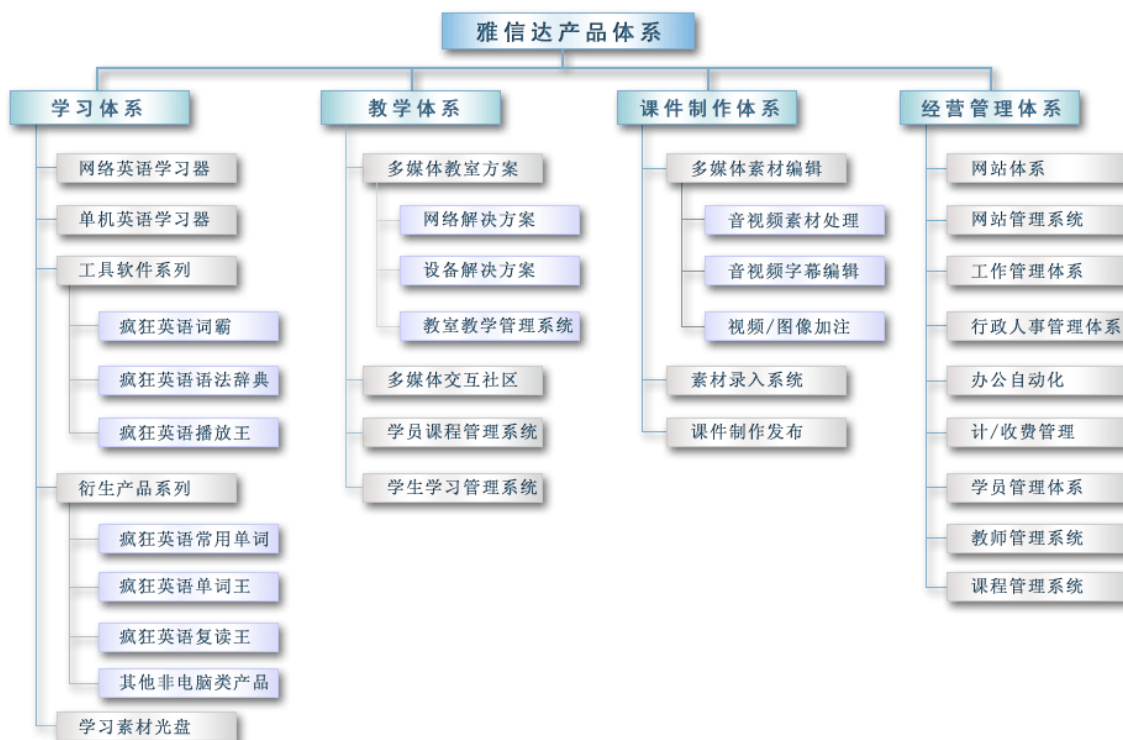 雅信达产品体系
学习体系
网络英语学习器
单机英语学习器
工具软件系列
疯狂英语词霸
疯狂英语语法辞典
疯狂英语播放王
衍生产品系列
疯狂英语常用单词
疯狂英语单词王
疯狂英语复读王
其他非电脑类产品
学习素材光盘
教学体系
多媒体教室方案
网络解决方案
设备解决方案
教室教学管理系统
多媒体交互社区
学员课程管理系统
学生学习管理系统
课件制作体系
多媒体素材编辑
音视频素材处理
音视频字幕编辑
视频/图像加注
素材录入系统
课件制作发布
经营管理体系
网站体系
网站管理系统
工作管理体系
行政人事管理体系
办公自动化
计/收费管理
学员管理体系
教师管理系统
课程管理系统